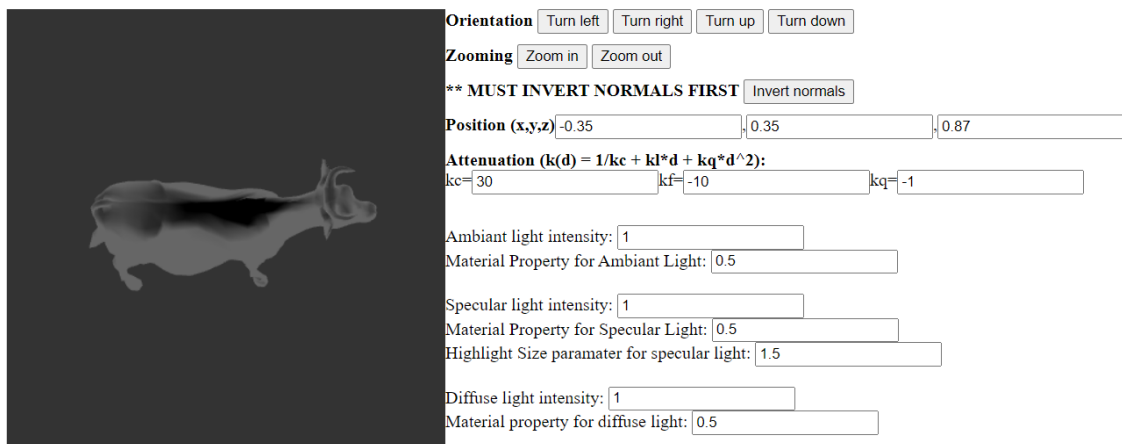 Orientation Turn left Turn right Turn up Turn down
Zooming Zoom in Zoom out
** MUST INVERT NORMALS FIRST Invert normals
Position (x,y,z) -0.35 , 0.35 , 0.87
Attenuation (k(d) = 1/kc + kl*d + kq*d^2):
kc= 30 kf= -10 kq= -1
Ambiant light intensity: 1
Material Property for Ambiant Light: 0.5
Specular light intensity: 1
Material Property for Specular Light: 0.5
Highlight Size paramater for specular light: 1.5
Diffuse light intensity: 1
Material property for diffuse light: 0.5